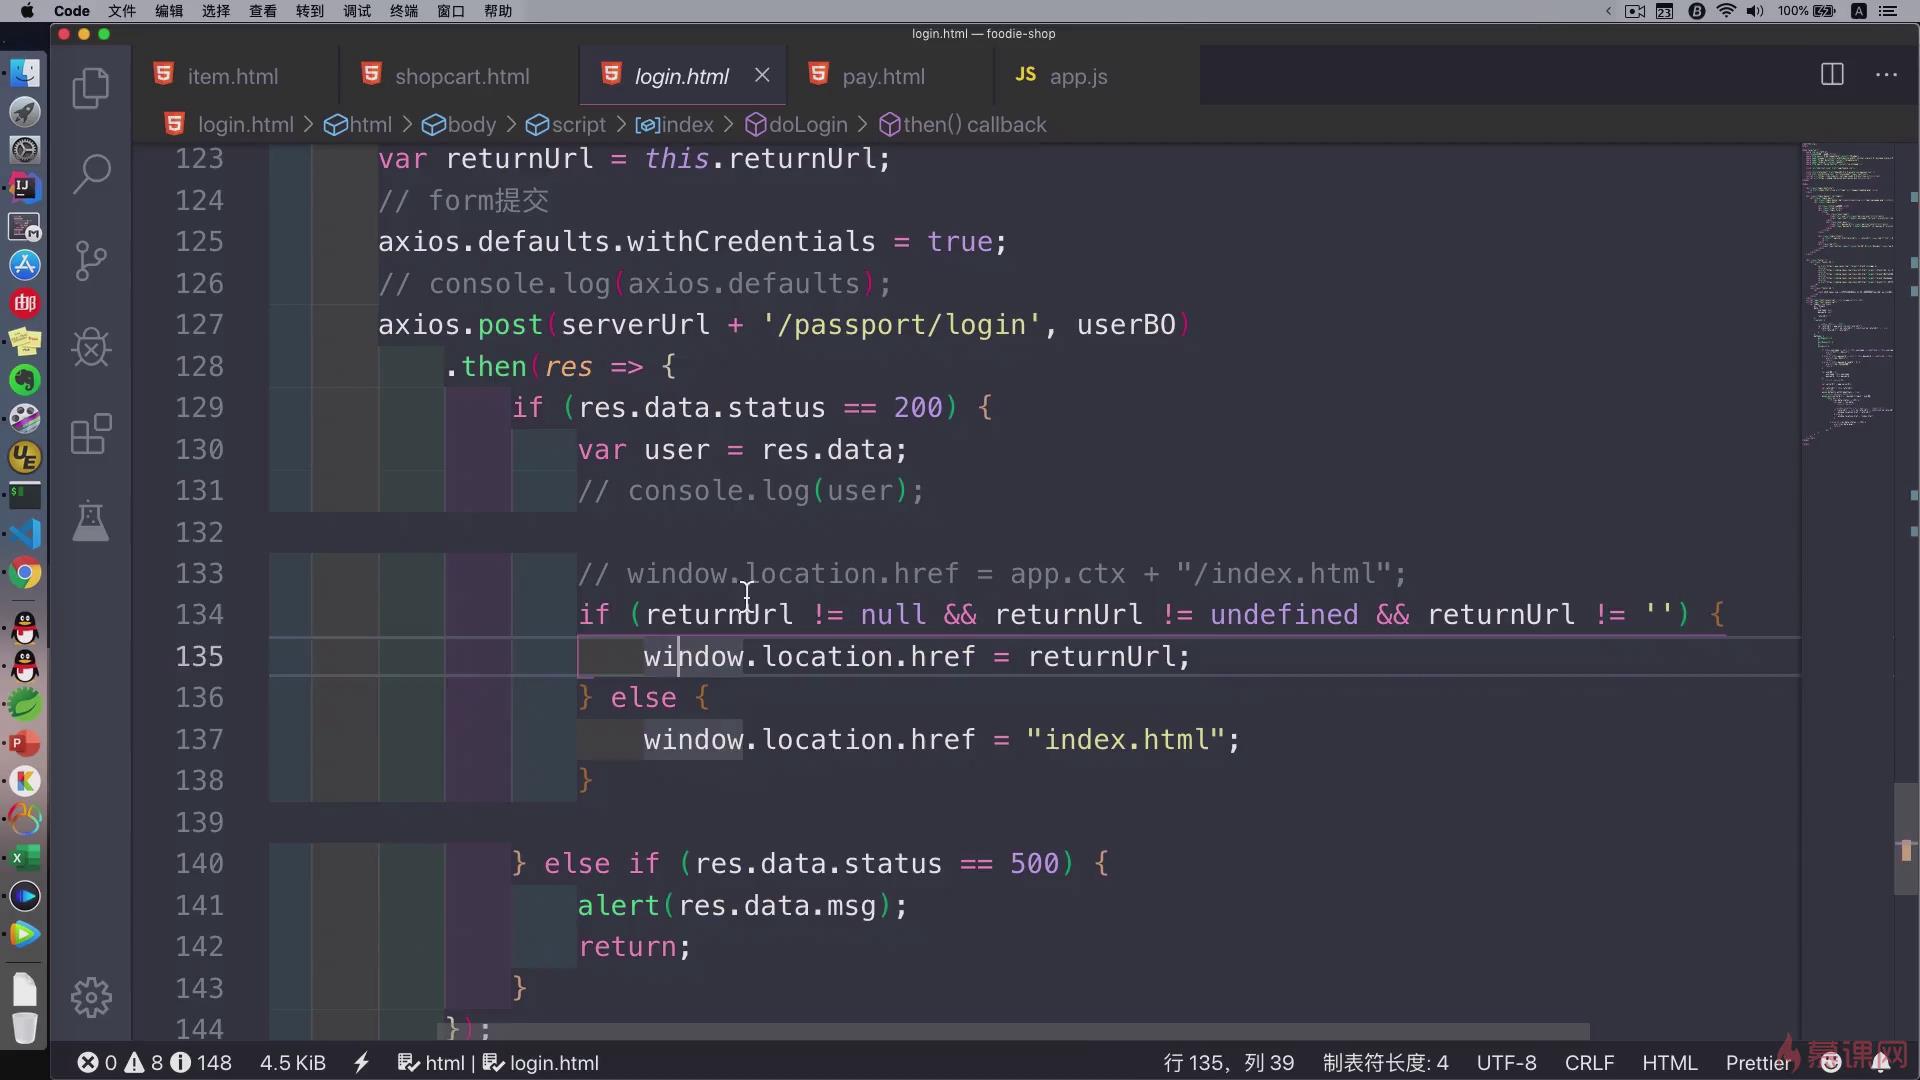 Code 文件 编辑 选择 查看 转到 调试 终端 窗口 帮助 23 100% A
login.html — foodie-shop
item.html shopcart.html login.html pay.html JS app.js
login.html > html > body > script > index > doLogin > then() callback
123 var returnUrl = this.returnUrl;
124 // form提交
125 axios.defaults.withCredentials = true;
126 // console.log(axios.defaults);
127 axios.post(serverUrl + '/passport/login', userBO)
128 .then(res => {
129 if (res.data.status == 200) {
130 var user = res.data;
131 // console.log(user);
132
133 // window.location.href = app.ctx + "/index.html";
134 if (returnUrl != null && returnUrl != undefined && returnUrl != '') {
135 window.location.href = returnUrl;
136 } else {
137 window.location.href = "index.html";
138 }
139
140 } else if (res.data.status == 500) {
141 alert(res.data.msg);
142 return;
143 }
144 });
0 8 148 4.5 KiB html | login.html 行 135，列 39 制表符长度: 4 UTF-8 CRLF HTML Prettier
慕课网